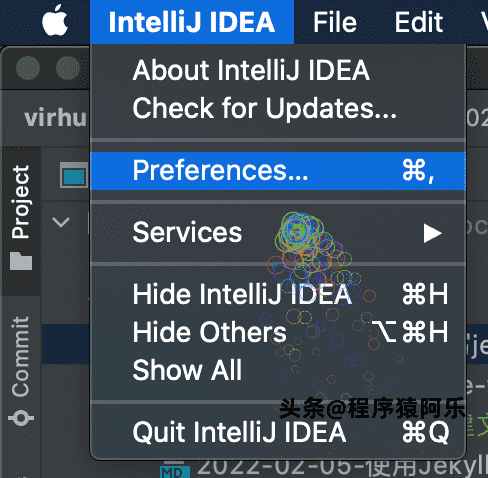 IntelliJ IDEA File Edit
About IntelliJ IDEA
Check for Updates...
virhu
Preferences... ⌘,
Project
Services ▶
Hide IntelliJ IDEA ⌘H
Hide Others ⌥⌘H
Show All
Commit
头条@程序猿阿乐
Quit IntelliJ IDEA ⌘Q
2022-02-05-使用Jekyll
MD